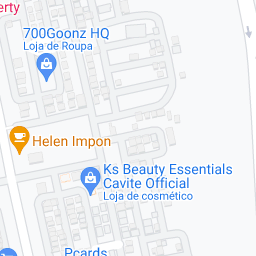 erty
700Goonz HQ
Loja de Roupa
Helen Impon
Ks Beauty Essentials
Cavite Official
Loja de cosmético
Pcards